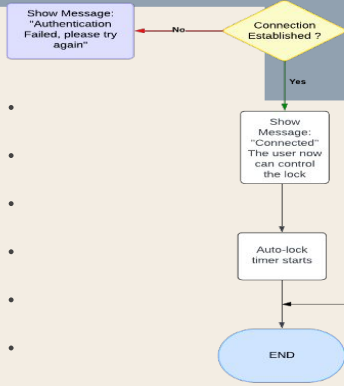 Show Message:
"Authentication
Failed, please try
again"
No
Connection
Established ?
Yes
Show
Message:
"Connected"
The user now
can control
the lock
Auto-lock
timer starts
END